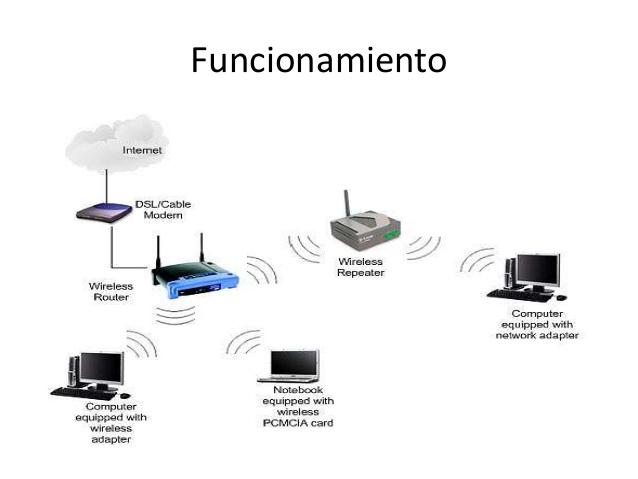 Funcionamiento
Internet
DSL/Cable
Modem
Wireless
Repeater
Wireless
Router
Computer
equipped with
network adapter
Computer
equipped with
wireless
adapter
Notebook
equipped with
wireless
PCMCIA card